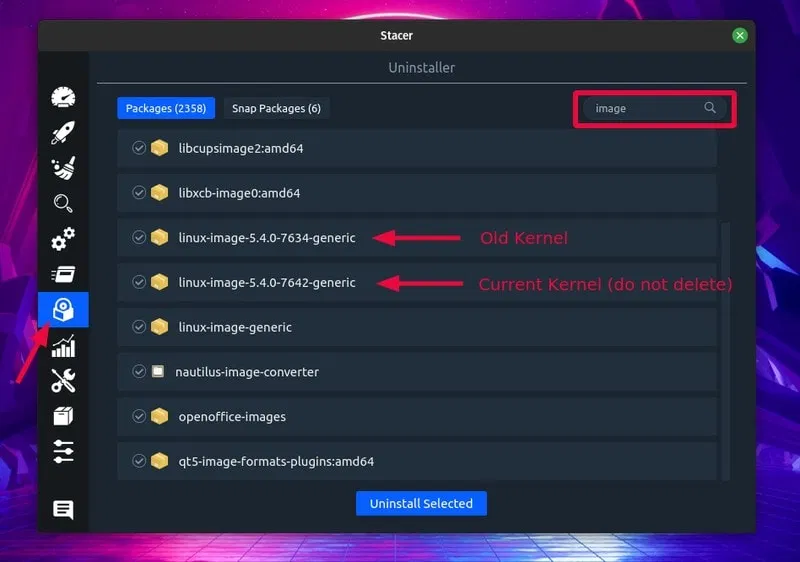 Stacer
Uninstaller
Packages (2358)
Snap Packages (6)
image
libcupsimage2:amd64
libxcb-image0:amd64
linux-image-5.4.0-7634-generic
Old Kernel
linux-image-5.4.0-7642-generic
Current Kernel (do not delete)
linux-image-generic
nautilus-image-converter
openoffice-images
qt5-image-formats-plugins:amd64
Uninstall Selected